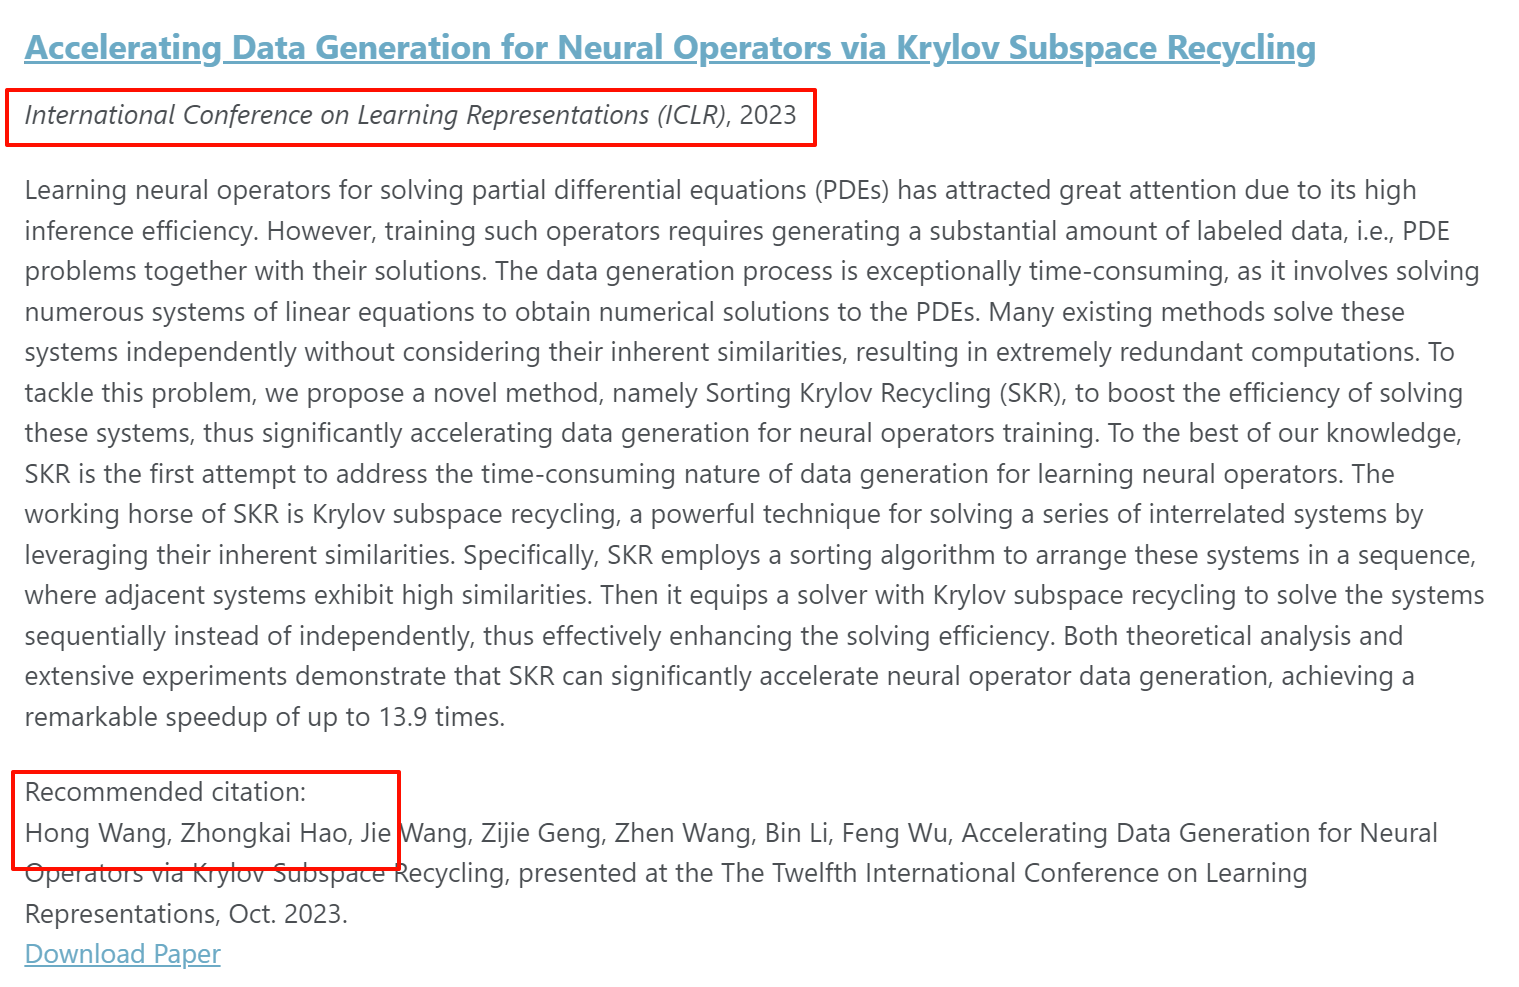 Accelerating Data Generation for Neural Operators via Krylov Subspace Recycling
International Conference on Learning Representations (ICLR), 2023
Learning neural operators for solving partial differential equations (PDEs) has attracted great attention due to its high
inference efficiency. However, training such operators requires generating a substantial amount of labeled data, i.e., PDE
problems together with their solutions. The data generation process is exceptionally time-consuming, as it involves solving
numerous systems of linear equations to obtain numerical solutions to the PDEs. Many existing methods solve these
systems independently without considering their inherent similarities, resulting in extremely redundant computations. To
tackle this problem, we propose a novel method, namely Sorting Krylov Recycling (SKR), to boost the efficiency of solving
these systems, thus significantly accelerating data generation for neural operators training. To the best of our knowledge,
SKR is the first attempt to address the time-consuming nature of data generation for learning neural operators. The
working horse of SKR is Krylov subspace recycling, a powerful technique for solving a series of interrelated systems by
leveraging their inherent similarities. Specifically, SKR employs a sorting algorithm to arrange these systems in a sequence,
where adjacent systems exhibit high similarities. Then it equips a solver with Krylov subspace recycling to solve the systems
sequentially instead of independently, thus effectively enhancing the solving efficiency. Both theoretical analysis and
extensive experiments demonstrate that SKR can significantly accelerate neural operator data generation, achieving a
remarkable speedup of up to 13.9 times.
Recommended citation:
Hong Wang, Zhongkai Hao, Jie Wang, Zijie Geng, Zhen Wang, Bin Li, Feng Wu, Accelerating Data Generation for Neural
Operators via Krylov Subspace Recycling, presented at the The Twelfth International Conference on Learning
Representations, Oct. 2023.
Download Paper